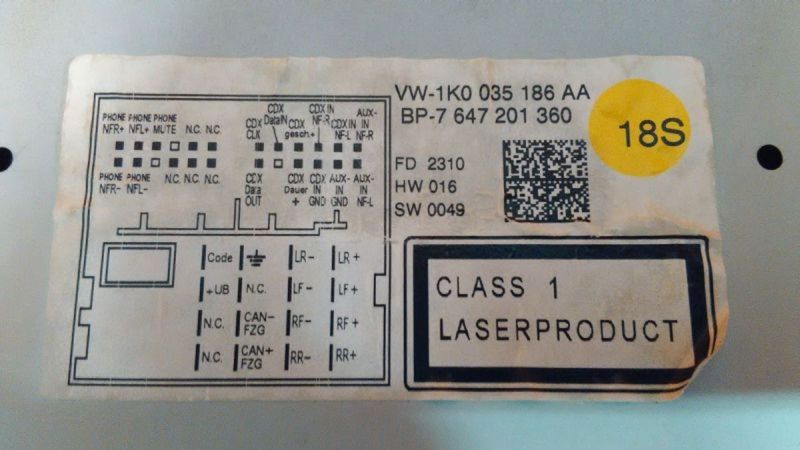 VW-1K0 035 186 AA
BP-7 647 201 360
18S
FD 2310
HW 016
SW 0049
PHONE PHONE PHONE
NFR+ NFL+ MUTE N.C. N.C.
PHONE PHONE N.C. N.C. N.C.
NFR- NFL-
CDX CDX IN AUX-
CDX DataIN CDX NF-R CDX IN IN
CLK gesch.+ NF-L NF-R
CDX CDX CDX AUX- AUX-
Data Dauer IN IN IN
OUT + GND GND NF-L
Code LR- LR+
+UB N.C. LF- LF+
N.C. CAN- FZG RF- RF+
N.C. CAN+ FZG RR- RR+
CLASS 1
LASERPRODUCT